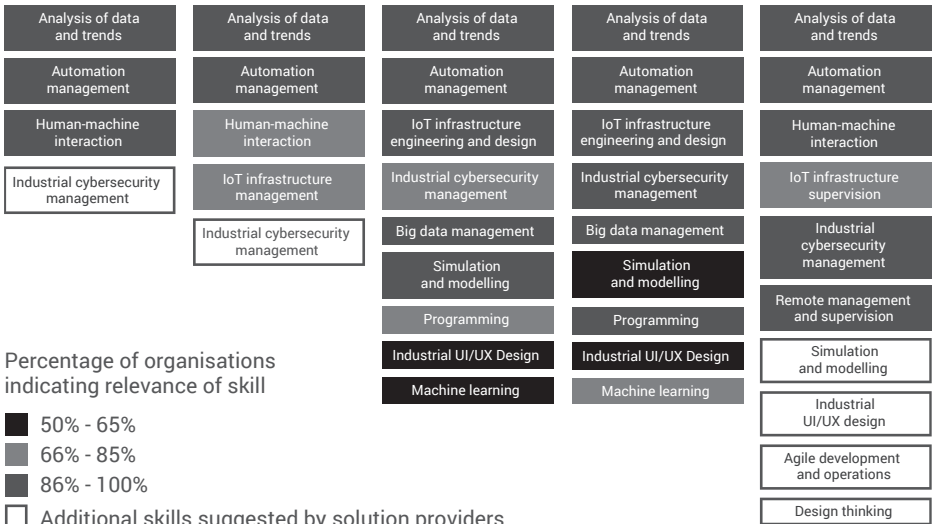 Analysis of data
and trends
Automation
management
Human-machine
interaction
Industrial cybersecurity
management
Analysis of data
and trends
Automation
management
Human-machine
interaction
IoT infrastructure
management
Industrial cybersecurity
management
Analysis of data
and trends
Automation
management
IoT infrastructure
engineering and design
Industrial cybersecurity
management
Big data management
Simulation
and modelling
Programming
Industrial UI/UX Design
Machine learning
Analysis of data
and trends
Automation
management
IoT infrastructure
engineering and design
Industrial cybersecurity
management
Big data management
Simulation
and modelling
Programming
Industrial UI/UX Design
Machine learning
Analysis of data
and trends
Automation
management
Human-machine
interaction
IoT infrastructure
supervision
Industrial
cybersecurity
management
Remote management
and supervision
Simulation
and modelling
Industrial
UI/UX design
Agile development
and operations
Design thinking
Percentage of organisations
indicating relevance of skill
50% - 65%
66% - 85%
86% - 100%
Additional skills suggested by solution providers